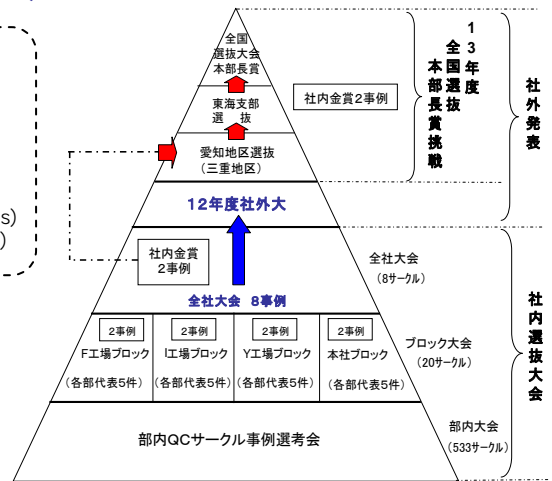 全国
選抜大会
本部長賞
東海支部
選　抜
愛知地区選抜
(三重地区)
社内金賞2事例
13年度
全国選抜
本部長賞挑戦
社外発表
12年度社外大
s)
)
社内金賞
2事例
全社大会 8事例
全社大会
(8サークル)
2事例
F工場ブロック
(各部代表5件)
2事例
I工場ブロック
(各部代表5件)
2事例
Y工場ブロック
(各部代表5件)
2事例
本社ブロック
(各部代表5件)
ブロック大会
(20サークル)
社内選抜大会
部内QCサークル事例選考会
部内大会
(533サークル)